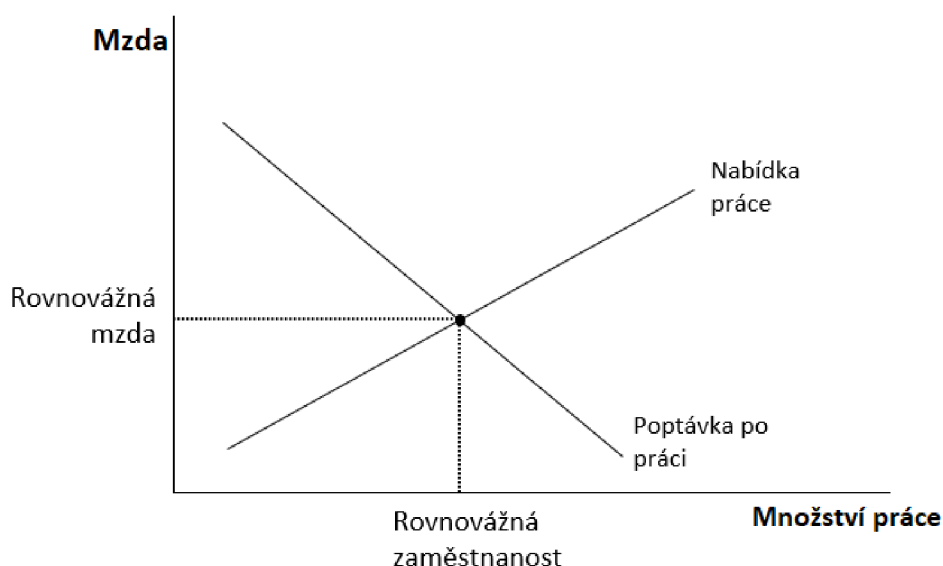 Mzda
Nabídka
práce
Rovnovážná
mzda
Poptávka po
práci
Rovnovážná
zaměstnanost
Množství práce